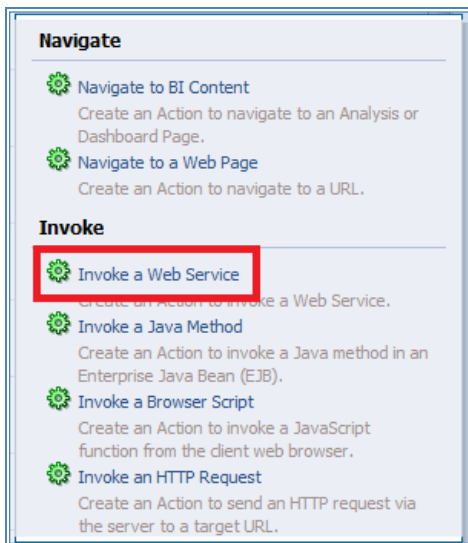 Navigate
Navigate to BI Content
Create an Action to navigate to an Analysis or
Dashboard Page.
Navigate to a Web Page
Create an Action to navigate to a URL.
Invoke
Invoke a Web Service
Create an Action to invoke a Web Service.
Invoke a Java Method
Create an Action to invoke a Java method in an
Enterprise Java Bean (EJB).
Invoke a Browser Script
Create an Action to invoke a JavaScript
function from the client web browser.
Invoke an HTTP Request
Create an Action to send an HTTP request via
the server to a target URL.